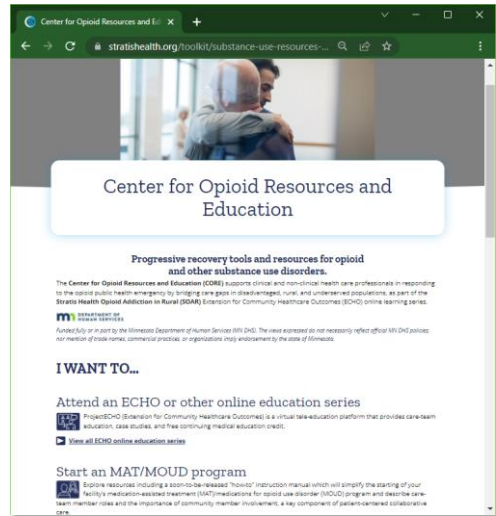 Center for Opioid Resources and Ed
stratishealth.org/toolkit/substance-use-resources-...
Center for Opioid Resources and
Education
Progressive recovery tools and resources for opioid
and other substance use disorders.
The Center for Opioid Resources and Education (CORE) supports clinical and non-clinical health care professionals in responding
to the opioid public health emergency by bridging care gaps in disadvantaged, rural, and underserved populations, as part of the
Stratis Health Opioid Addiction in Rural (SOAR) Extension for Community Healthcare Outcomes (ECHO) online learning series.
DEPARTMENT OF
HUMAN SERVICES
Funded fully or in part by the Minnesota Department of Human Services (MN DHS). The views expressed do not necessarily reflect official MN DHS policies;
nor mention of trade names, commercial practices, or organizations imply endorsement by the state of Minnesota.
I WANT TO...
Attend an ECHO or other online education series
ProjectECHO (Extension for Community Healthcare Outcomes) is a virtual tele-education platform that provides care-team
education, case studies, and free continuing medical education credit.
View all ECHO online education series
Start an MAT/MOUD program
Explore resources including a soon-to-be-released "how-to" instruction manual which will simplify the starting of your
facility's medication-assisted treatment (MAT)/medications for opioid use disorder (MOUD) program and describe care-
team member roles and the importance of community member involvement, a key component of patient-centered collaborative
care.